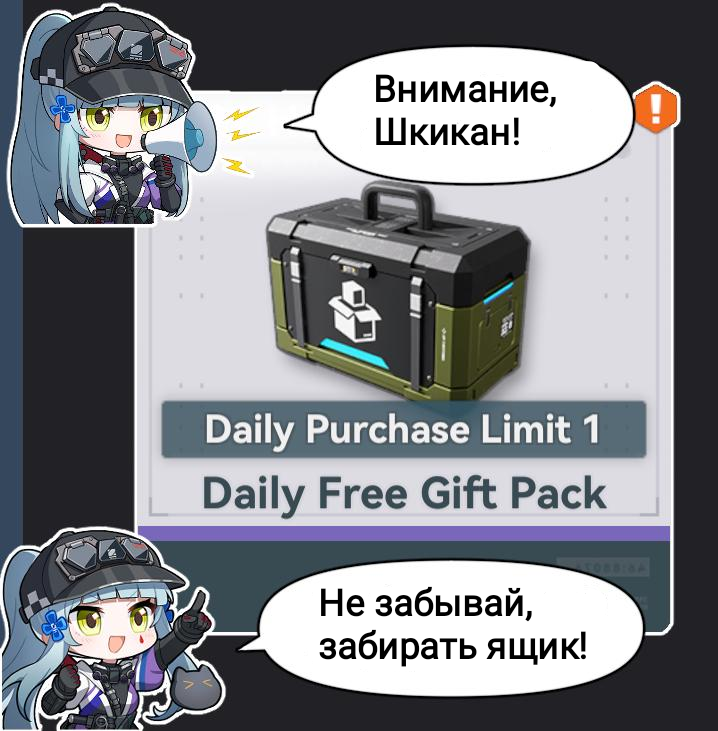 Внимание,
Шкикан!
!
Daily Purchase Limit 1
Daily Free Gift Pack
Не забывай,
забирать ящик!